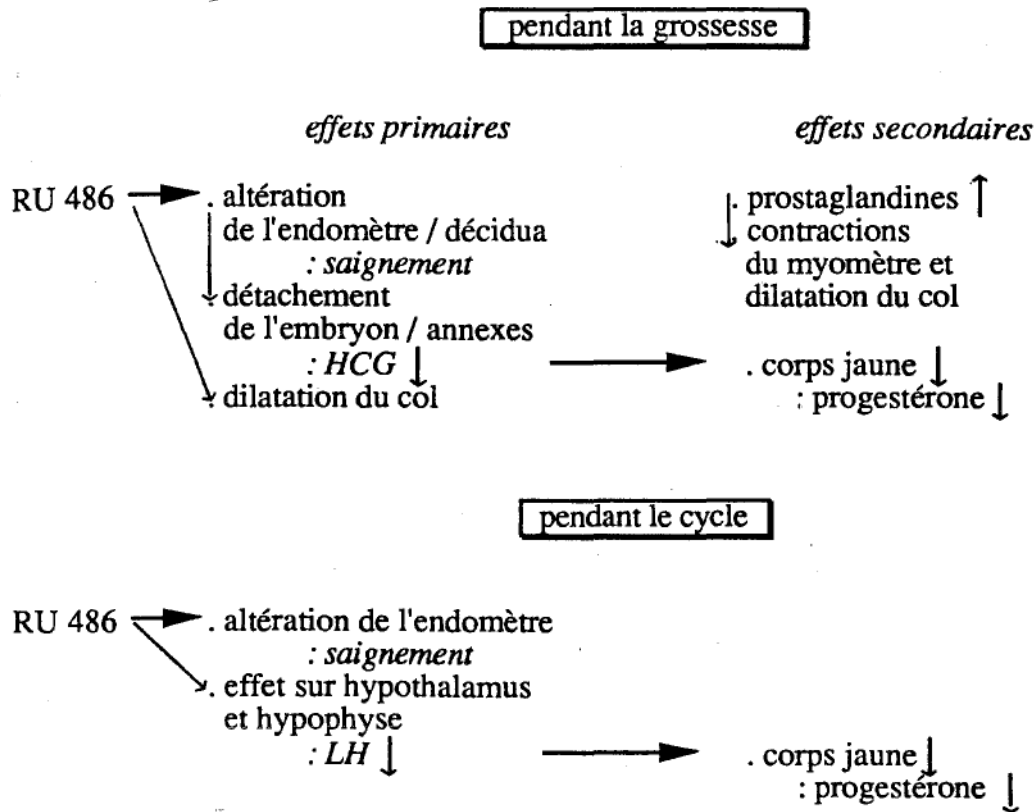 pendant la grossesse
effets primaires
effets secondaires
RU 486
. altération
de l'endomètre / décidua
: saignement
. détachement
de l'embryon / annexes
: HCG ↓
. dilatation du col
. prostaglandines ↑
contractions
du myomètre et
dilatation du col
. corps jaune ↓
: progestérone ↓
pendant le cycle
RU 486
. altération de l'endomètre
: saignement
. effet sur hypothalamus
et hypophyse
: LH ↓
. corps jaune ↓
: progestérone ↓